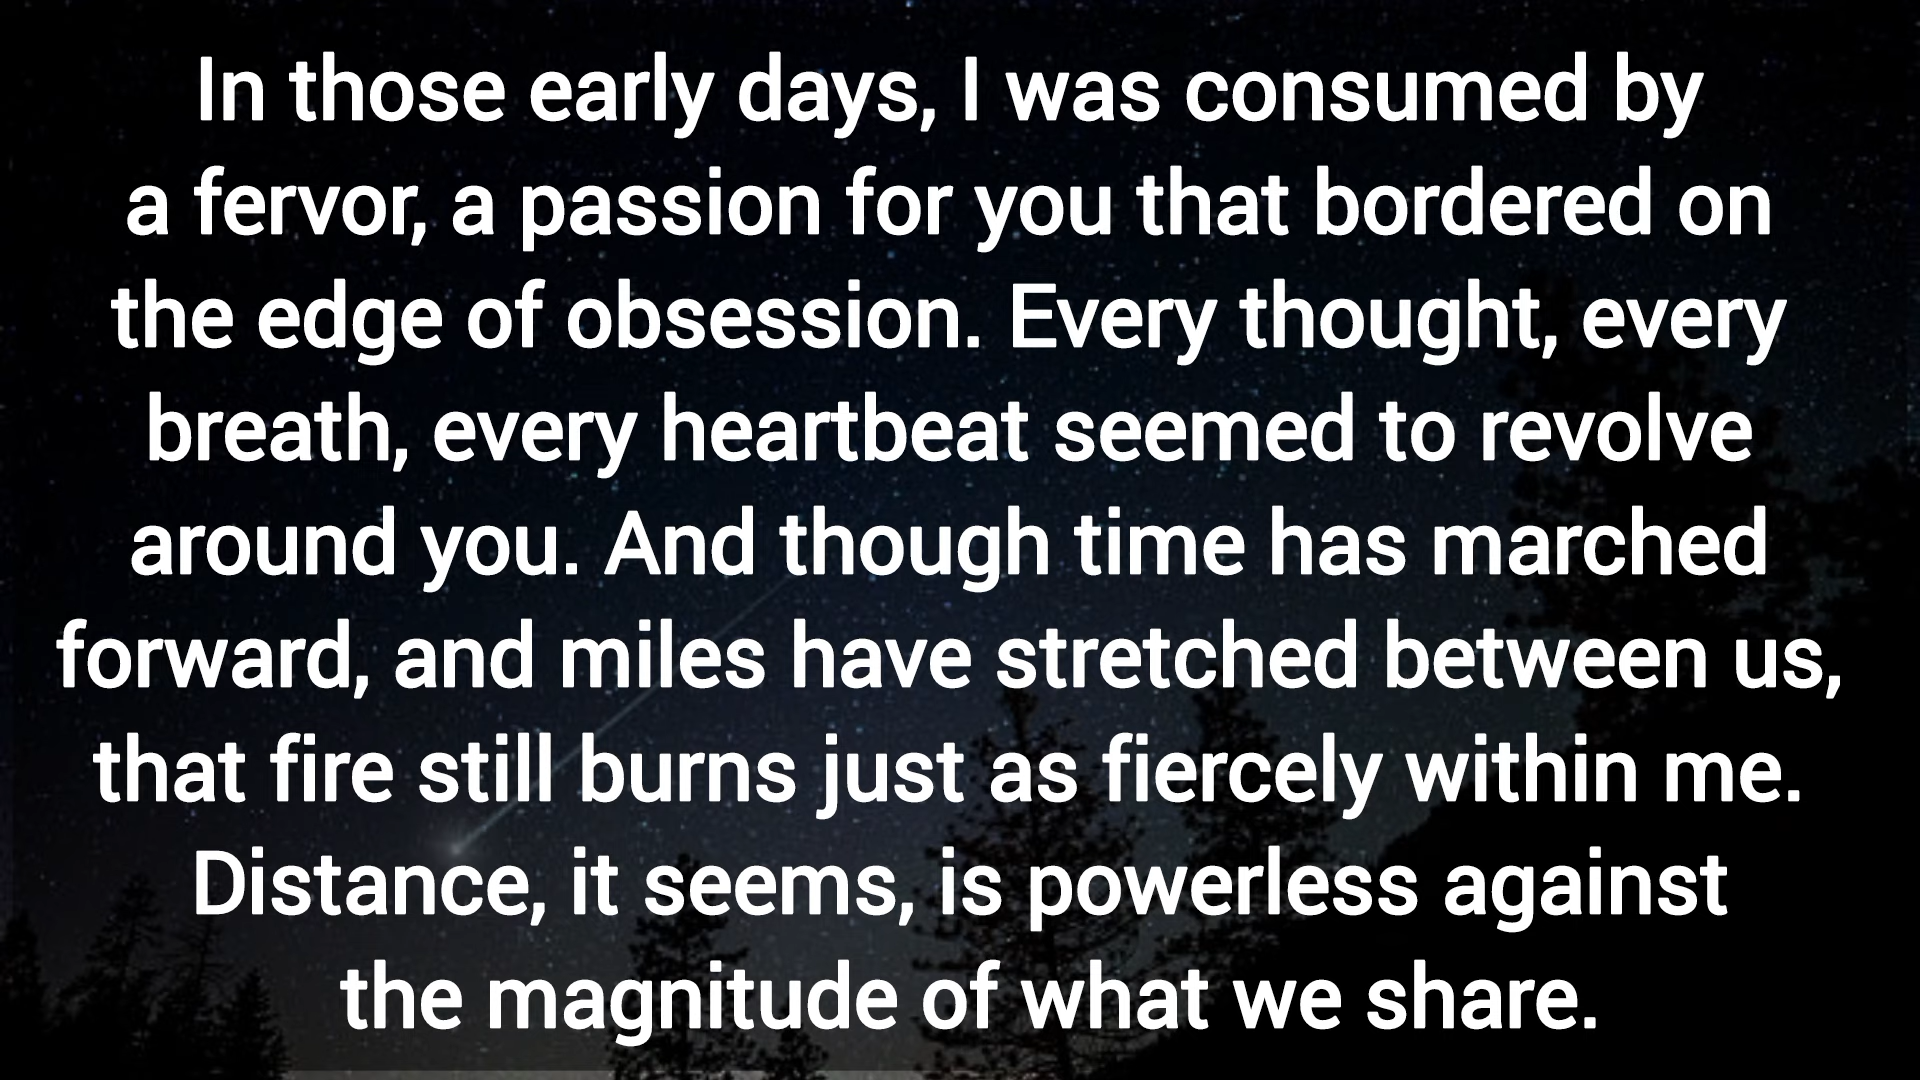 In those early days, I was consumed by
a fervor, a passion for you that bordered on
the edge of obsession. Every thought, every
breath, every heartbeat seemed to revolve
around you. And though time has marched
forward, and miles have stretched between us,
that fire still burns just as fiercely within me.
Distance, it seems, is powerless against
the magnitude of what we share.